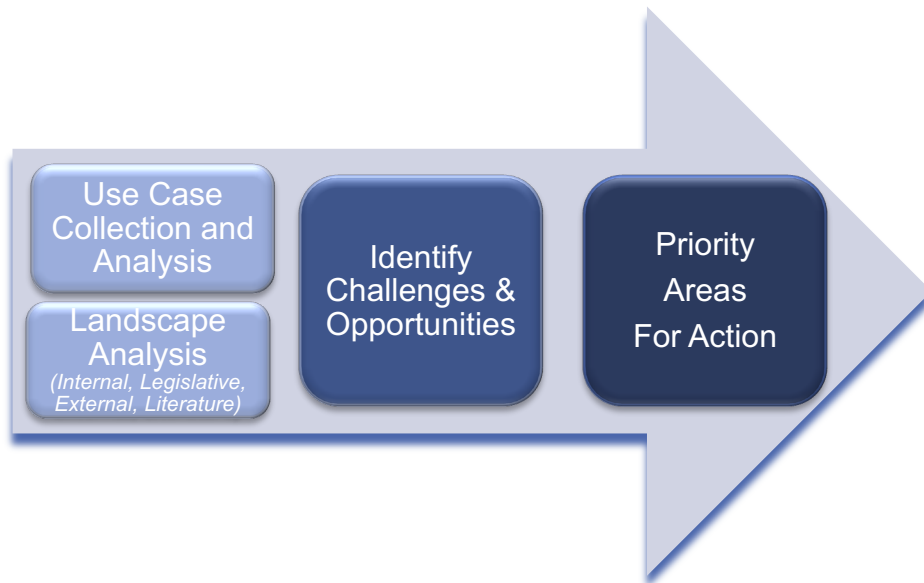 Use Case
Collection and
Analysis
Landscape
Analysis
(Internal, Legislative,
External, Literature)
Identify
Challenges &
Opportunities
Priority
Areas
For Action